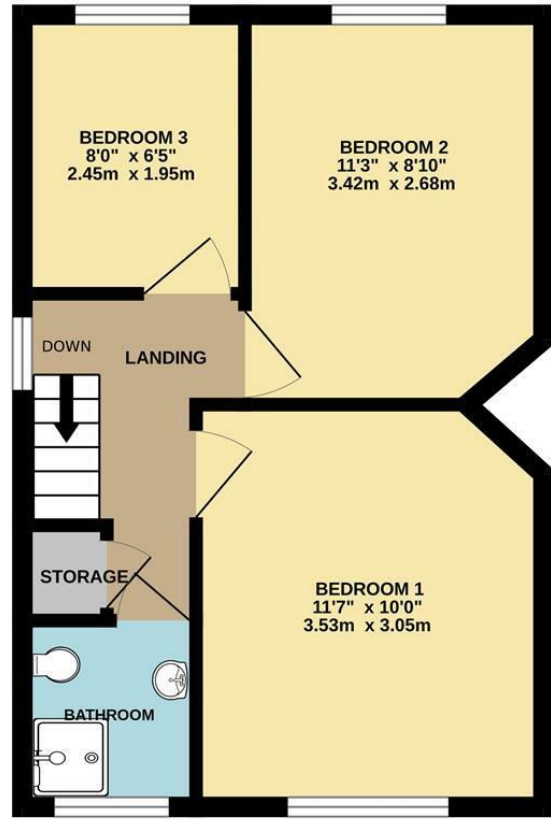 BEDROOM 3
8'0" x 6'5"
2.45m x 1.95m
BEDROOM 2
11'3" x 8'10"
3.42m x 2.68m
DOWN
LANDING
STORAGE
BEDROOM 1
11'7" x 10'0"
3.53m x 3.05m
BATHROOM